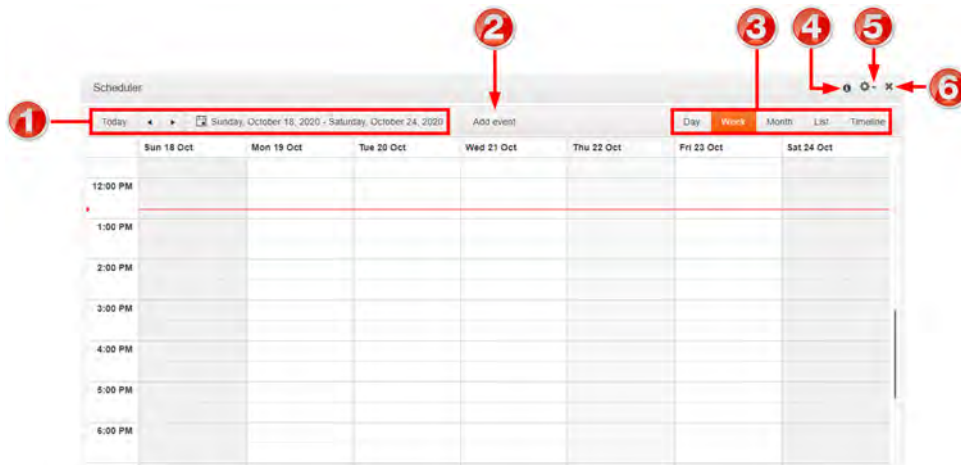 2 3 4 5
Scheduler
6
1 Today Sunday, October 18, 2020 - Saturday, October 24, 2020 Add event Day Week Month List Timeline
Sun 18 Oct Mon 19 Oct Tue 20 Oct Wed 21 Oct Thu 22 Oct Fri 23 Oct Sat 24 Oct
12:00 PM
1:00 PM
2:00 PM
3:00 PM
4:00 PM
5:00 PM
6:00 PM